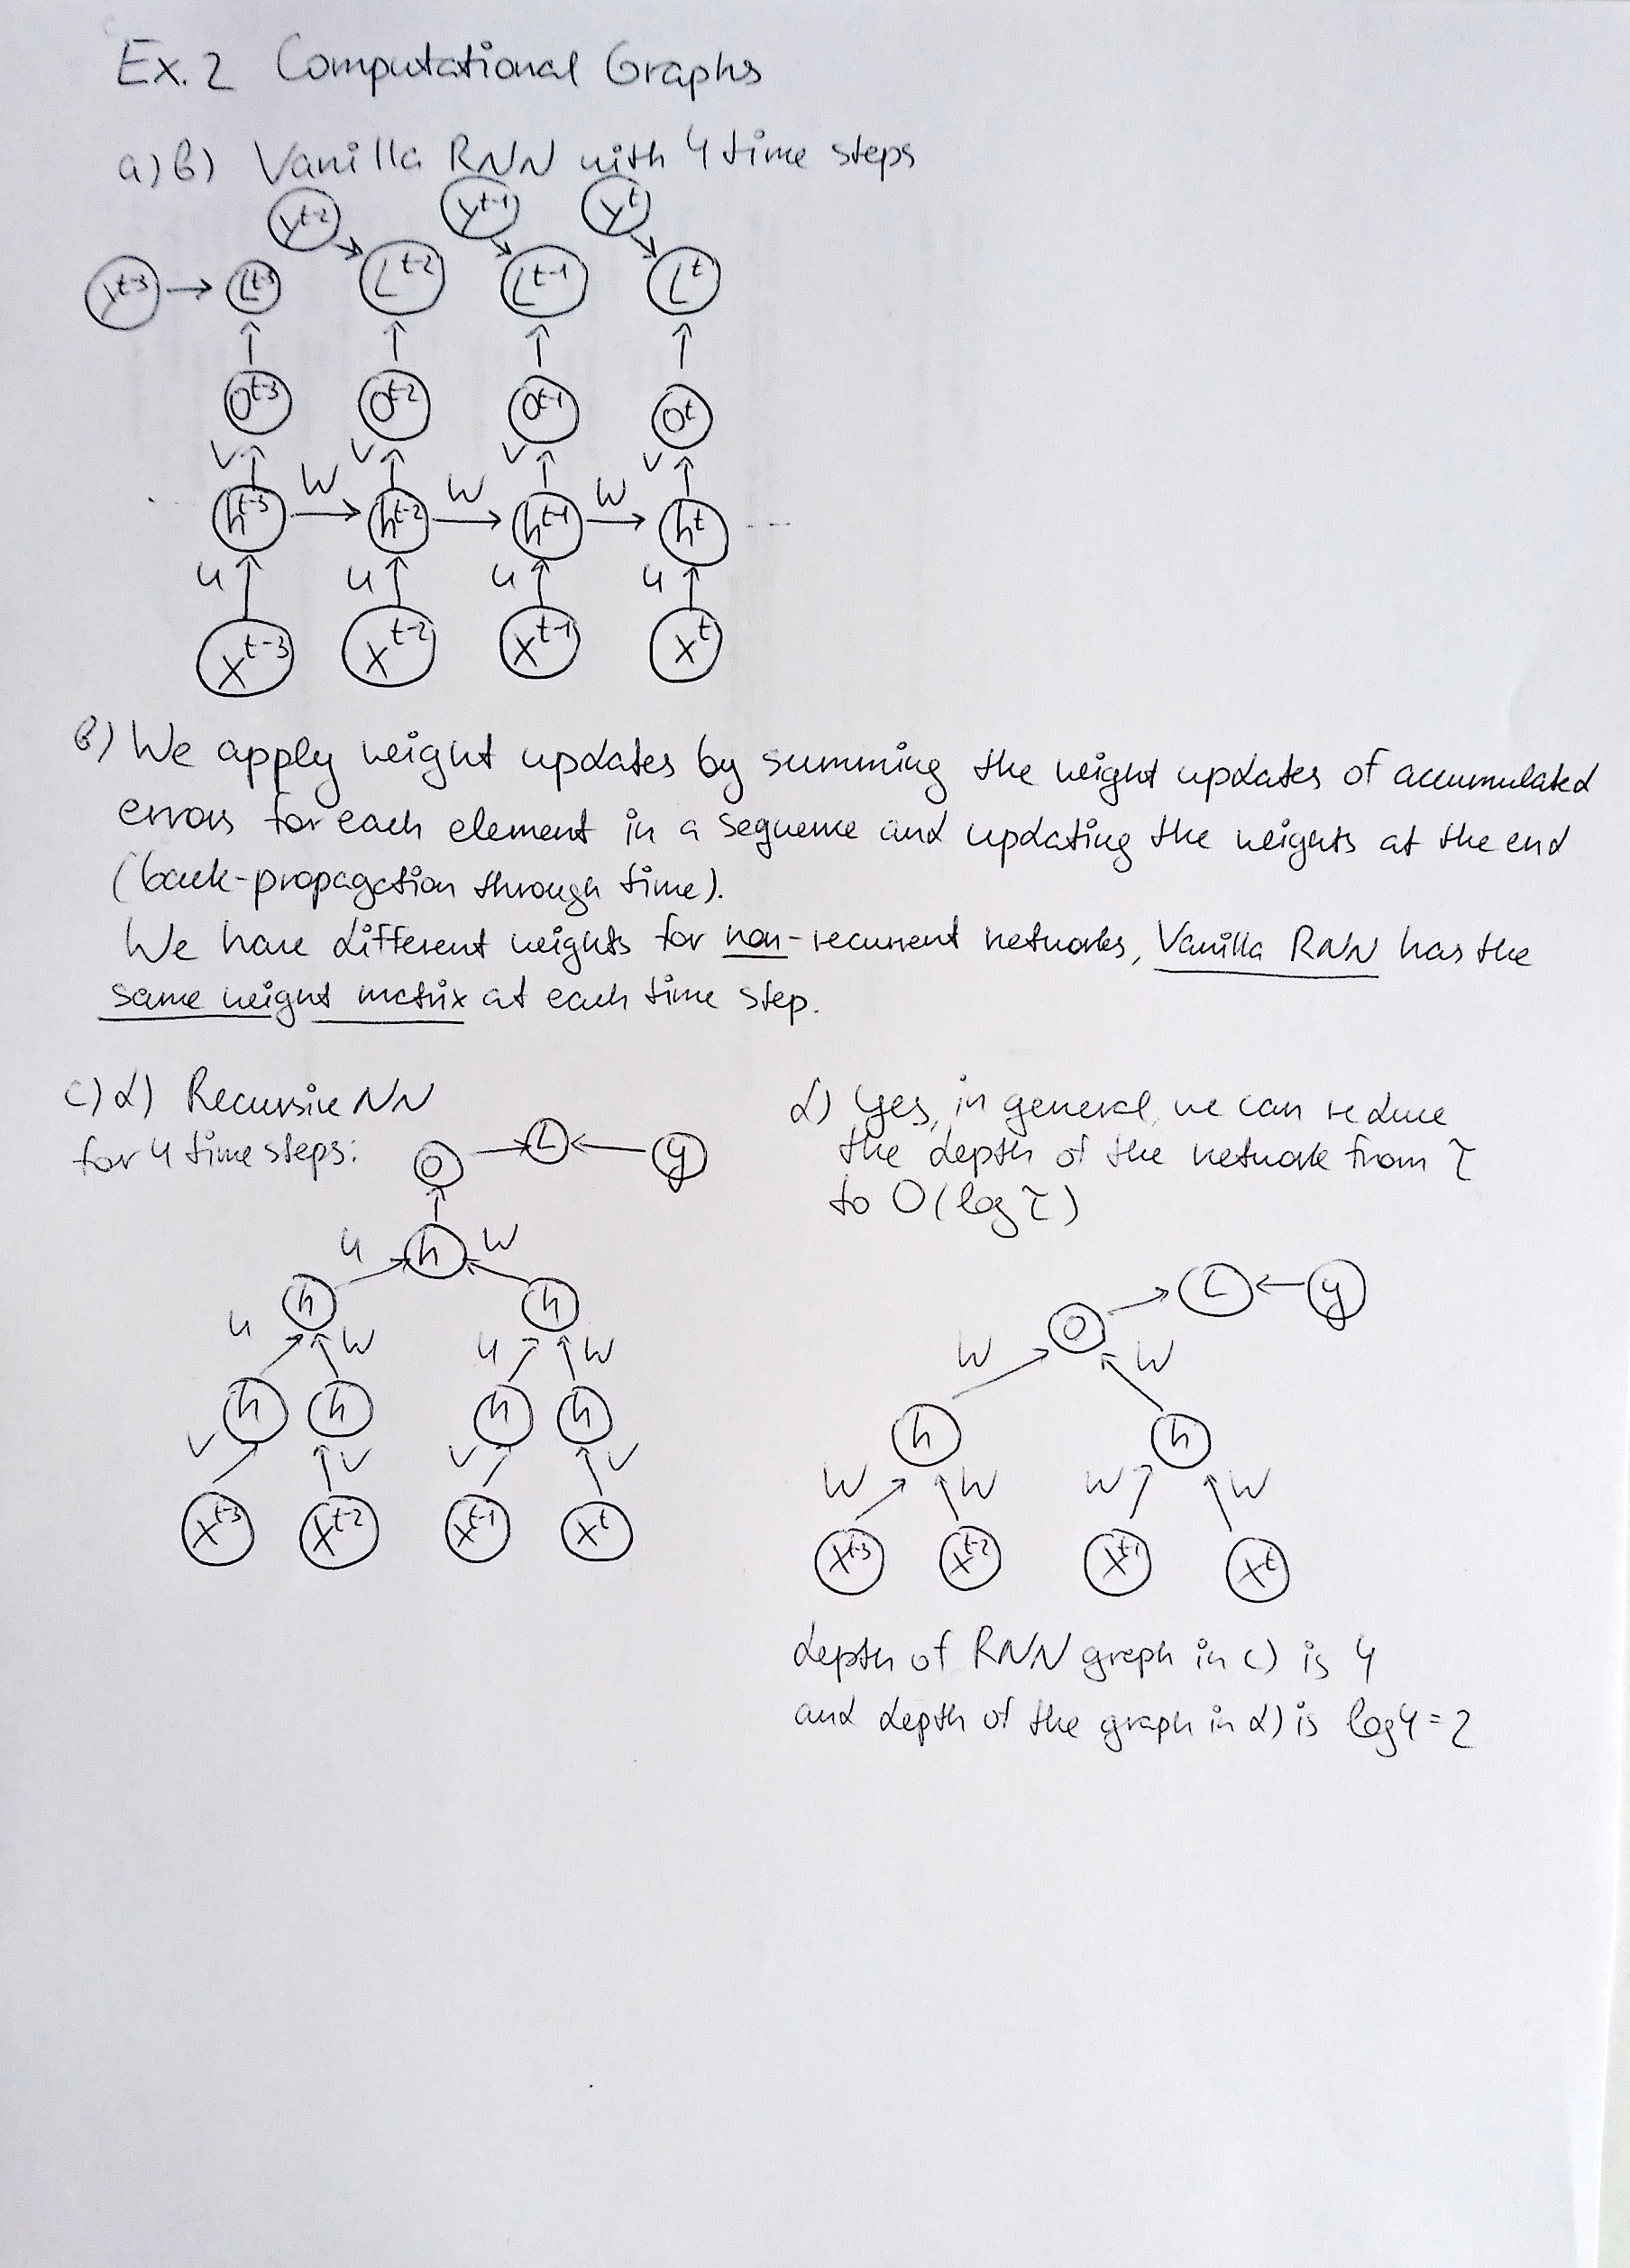 Ex. 2 Computational Graphs
a) b) Vanilla RNN with 4 time steps
y^{t-2} y^{t-1} y^t
y^{t-3} L^{t-3} L^{t-2} L^{t-1} L^t
O^{t-3} O^{t-2} O^{t-1} O^t
V V V V
W W W
h^{t-3} h^{t-2} h^{t-1} h^t
U U U U
X^{t-3} X^{t-2} X^{t-1} X^t
b) We apply weight updates by summing the weight updates of accumulated
errors for each element in a sequence and updating the weights at the end
(back-propagation through time).
We have different weights for non-recurrent networks, Vanilla RNN has the
same weight matrix at each time step.
c) d) Recursive NN
for 4 time steps:
O L y
U h W
h h
U W U W
h h h h
V V V V
X^{t-3} X^{t-2} X^{t-1} X^t
d) Yes, in general, we can reduce
the depth of the network from τ
to O(log τ)
O L y
W W
h h
W W W W
X^{t-3} X^{t-2} X^{t-1} X^t
depth of RNN graph in c) is 4
and depth of the graph in d) is log4=2